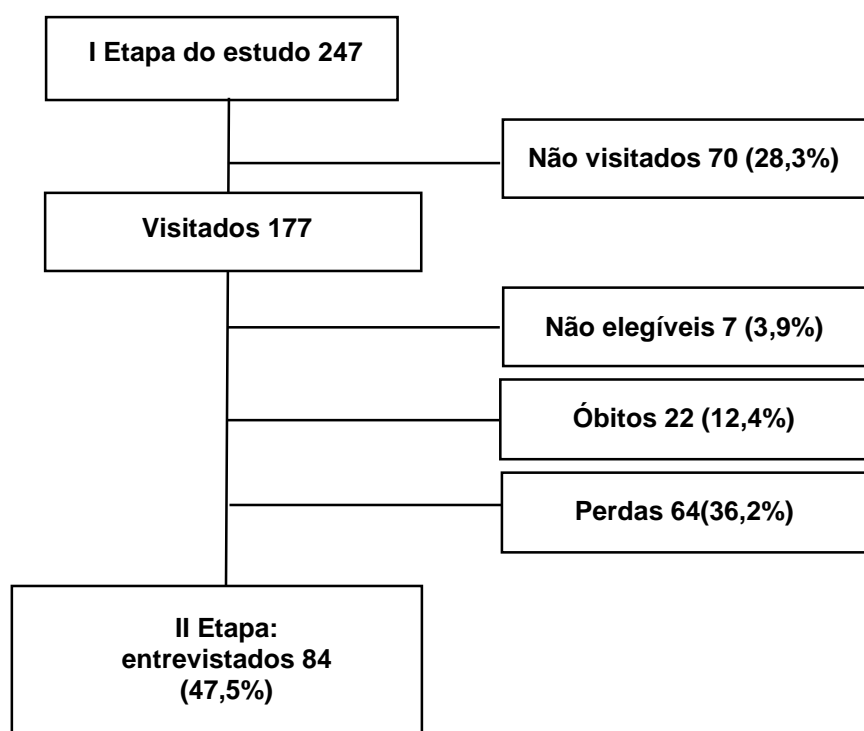 I Etapa do estudo 247
Não visitados 70 (28,3%)
Visitados 177
Não elegíveis 7 (3,9%)
Óbitos 22 (12,4%)
Perdas 64(36,2%)
II Etapa:
entrevistados 84
(47,5%)